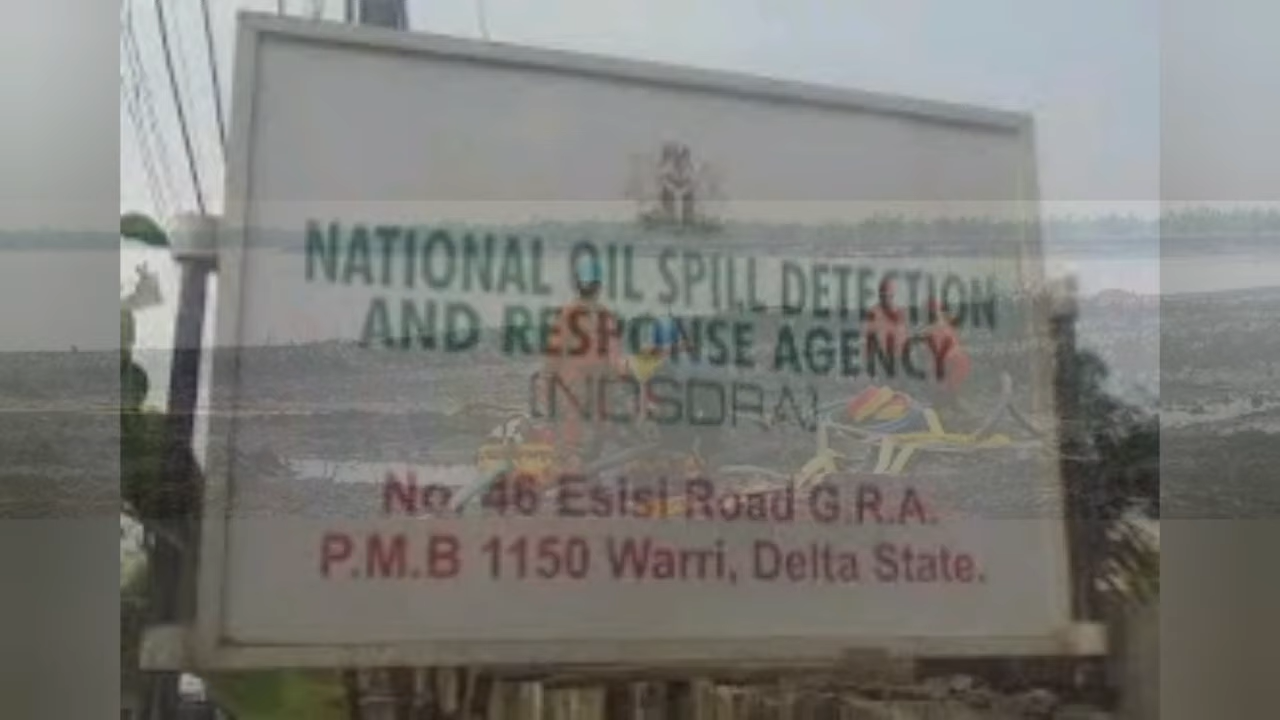 NATIONAL OIL SPILL DETECTION
AND RESPONSE AGENCY
(NOSDRA)
No. 46 Esisi Road G.R.A.
P.M.B 1150 Warri, Delta State.